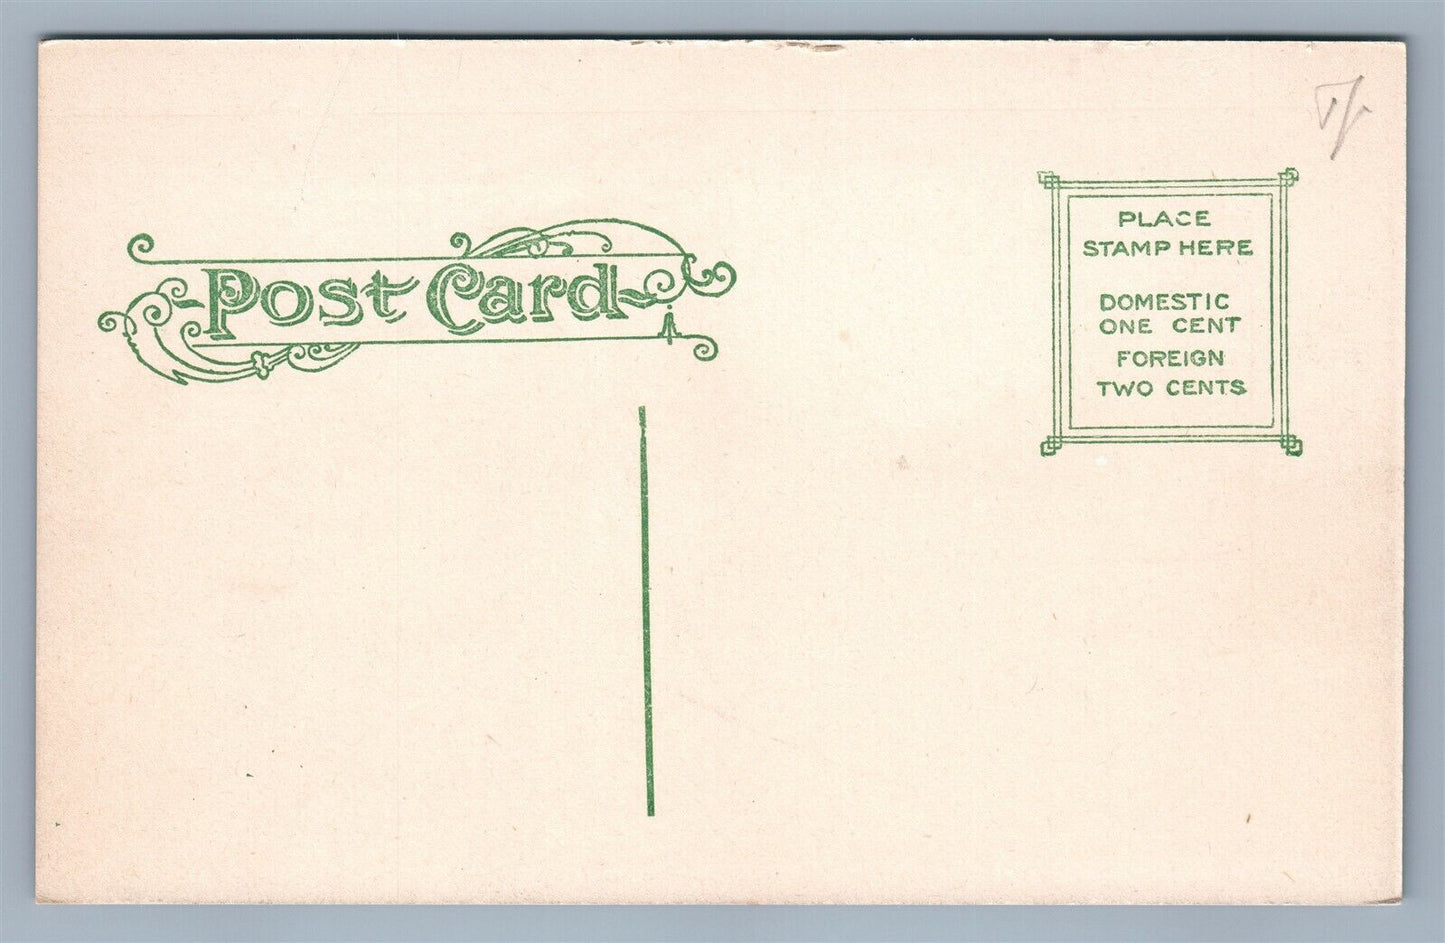 Post Card
PLACE
STAMP HERE
DOMESTIC
ONE CENT
FOREIGN
TWO CENTS